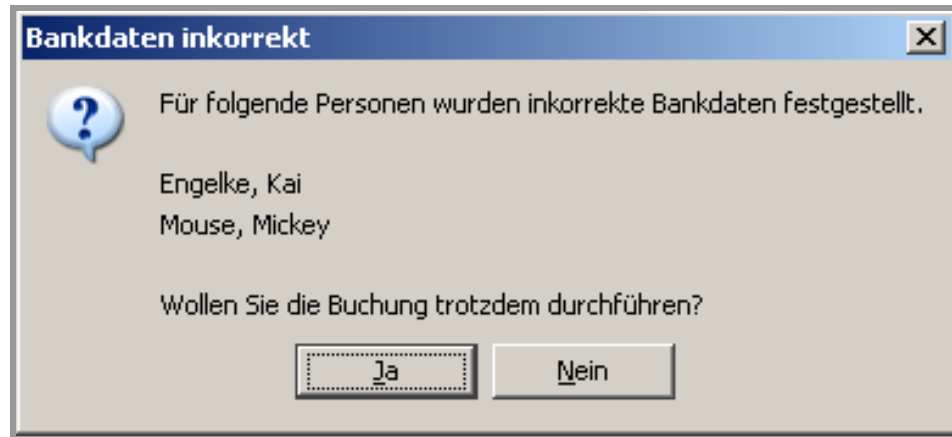 Bankdaten inkorrekt
Für folgende Personen wurden inkorrekte Bankdaten festgestellt.
Engelke, Kai
Mouse, Mickey
Wollen Sie die Buchung trotzdem durchführen?
Ja Nein